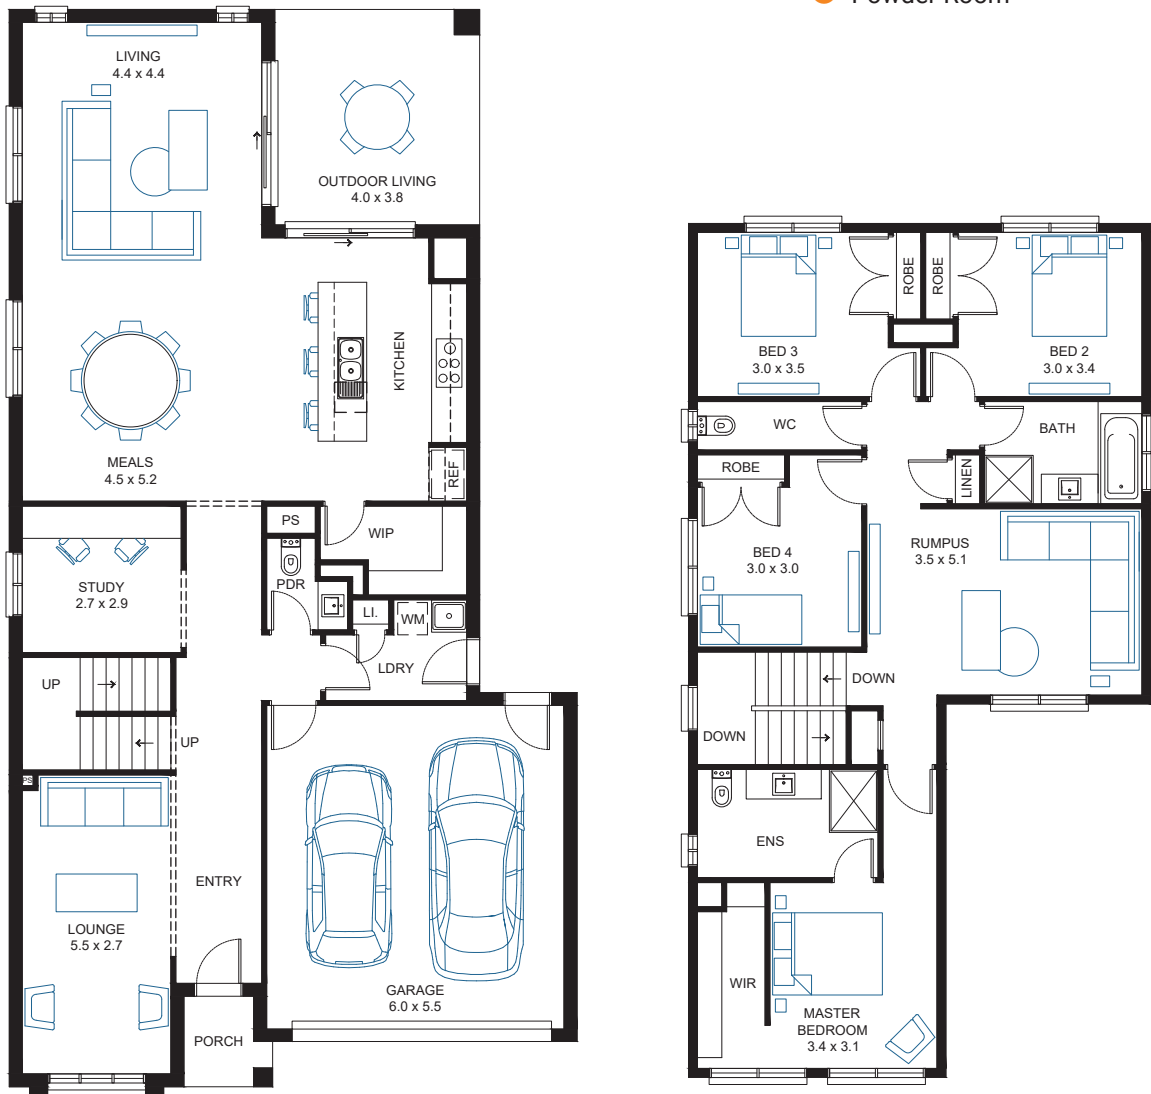 Powder Room
LIVING
4.4 x 4.4
OUTDOOR LIVING
4.0 x 3.8
KITCHEN
MEALS
4.5 x 5.2
REF
PS
WIP
STUDY
2.7 x 2.9
PDR
LI.
WM
LDRY
UP
UP
PS
ENTRY
LOUNGE
5.5 x 2.7
GARAGE
6.0 x 5.5
PORCH
ROBE
ROBE
BED 3
3.0 x 3.5
BED 2
3.0 x 3.4
WC
BATH
ROBE
LINEN
BED 4
3.0 x 3.0
RUMPUS
3.5 x 5.1
DOWN
DOWN
ENS
WIR
MASTER
BEDROOM
3.4 x 3.1